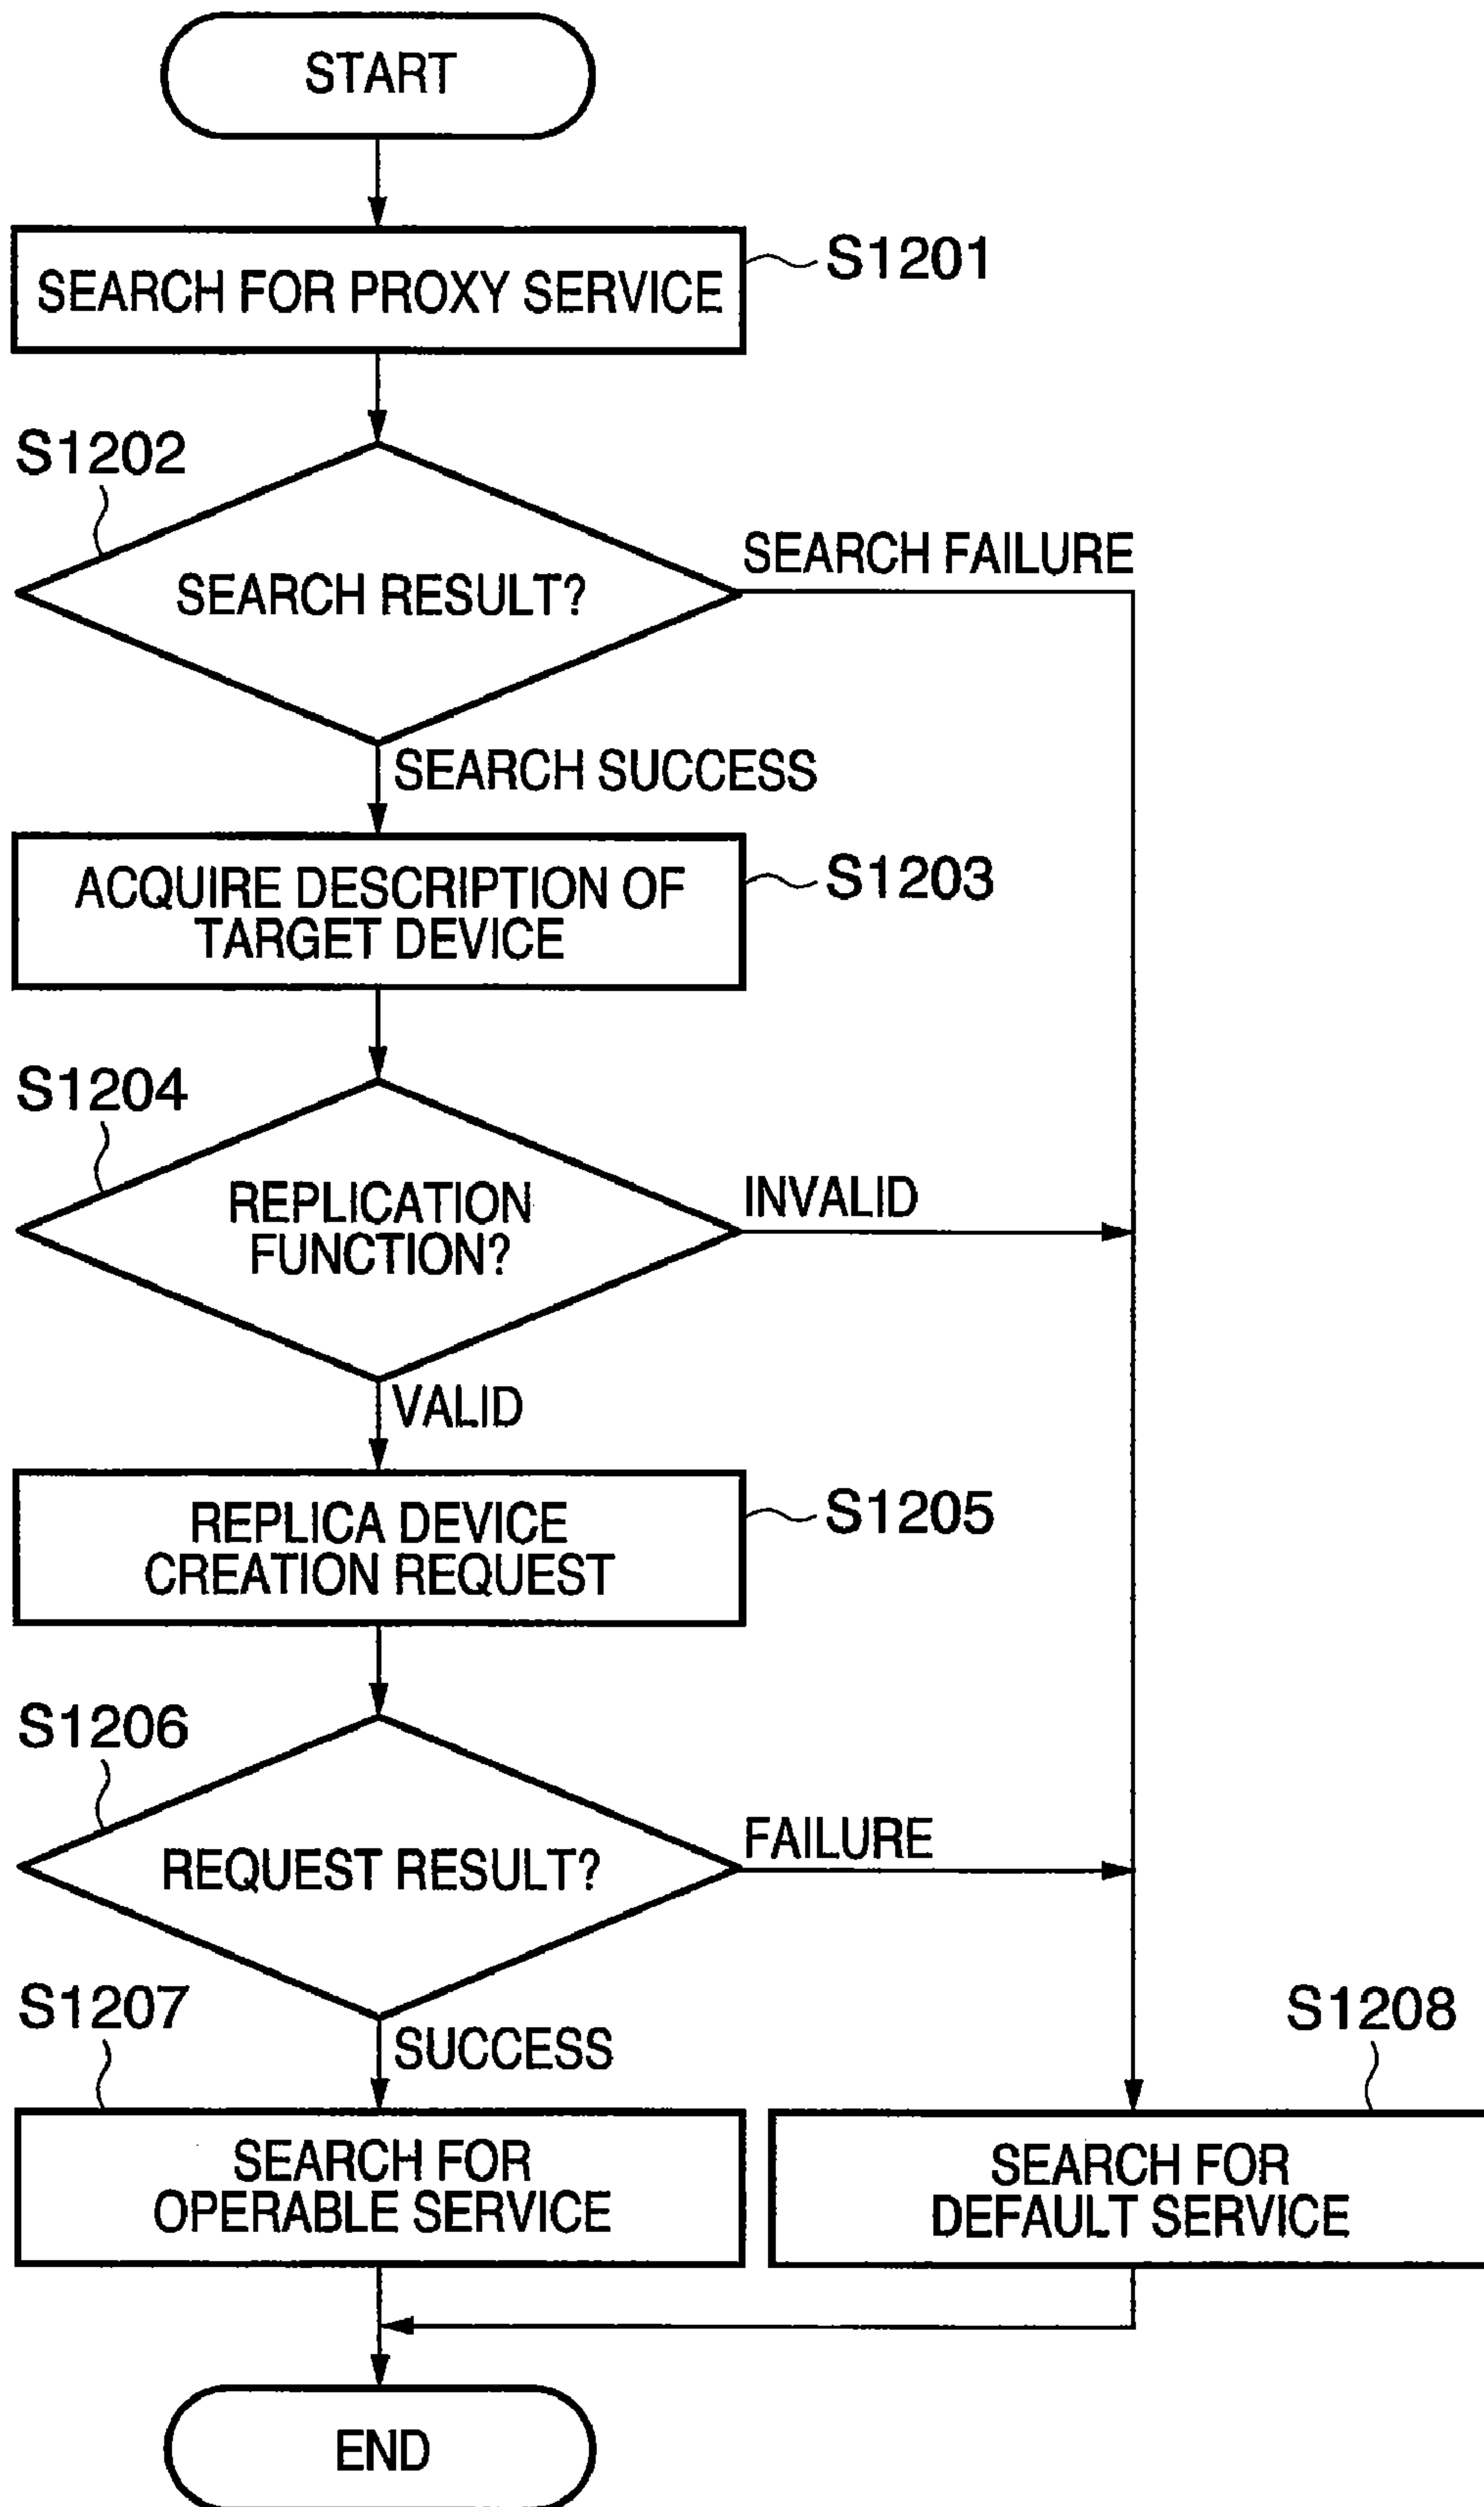 START
SEARCH FOR PROXY SERVICE
S1201
S1202
SEARCH RESULT?
SEARCH FAILURE
SEARCH SUCCESS
ACQUIRE DESCRIPTION OF
TARGET DEVICE
S1203
S1204
REPLICATION
FUNCTION?
INVALID
VALID
REPLICA DEVICE
CREATION REQUEST
S1205
S1206
REQUEST RESULT?
FAILURE
SUCCESS
S1207
SEARCH FOR
OPERABLE SERVICE
S1208
SEARCH FOR
DEFAULT SERVICE
END